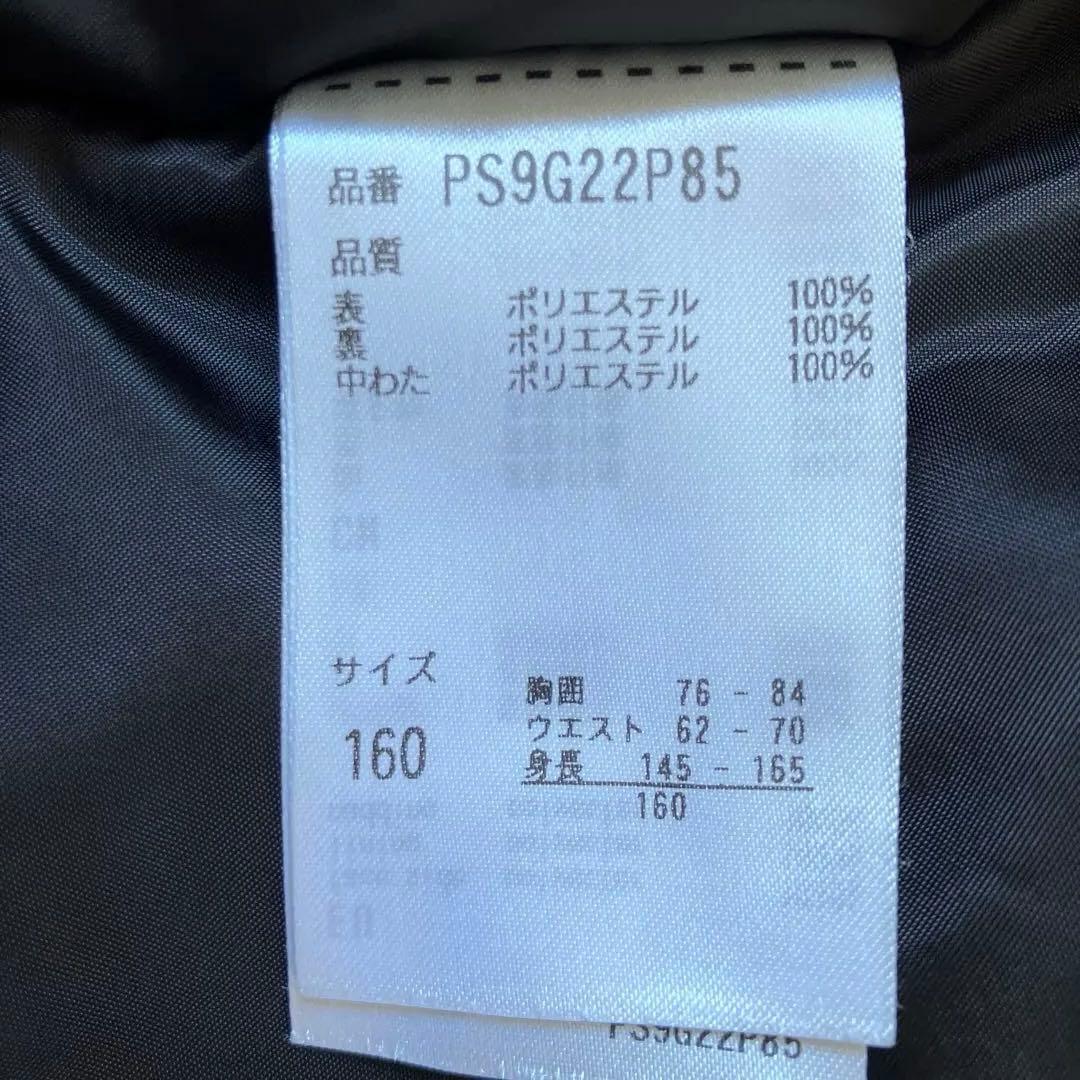 品番 PS9G22P85
品質
表 ポリエステル 100%
裏 ポリエステル 100%
中わた ポリエステル 100%
サイズ
160
胸囲 76 - 84
ウエスト 62 - 70
身長 145 - 165
160
PS9G22P85